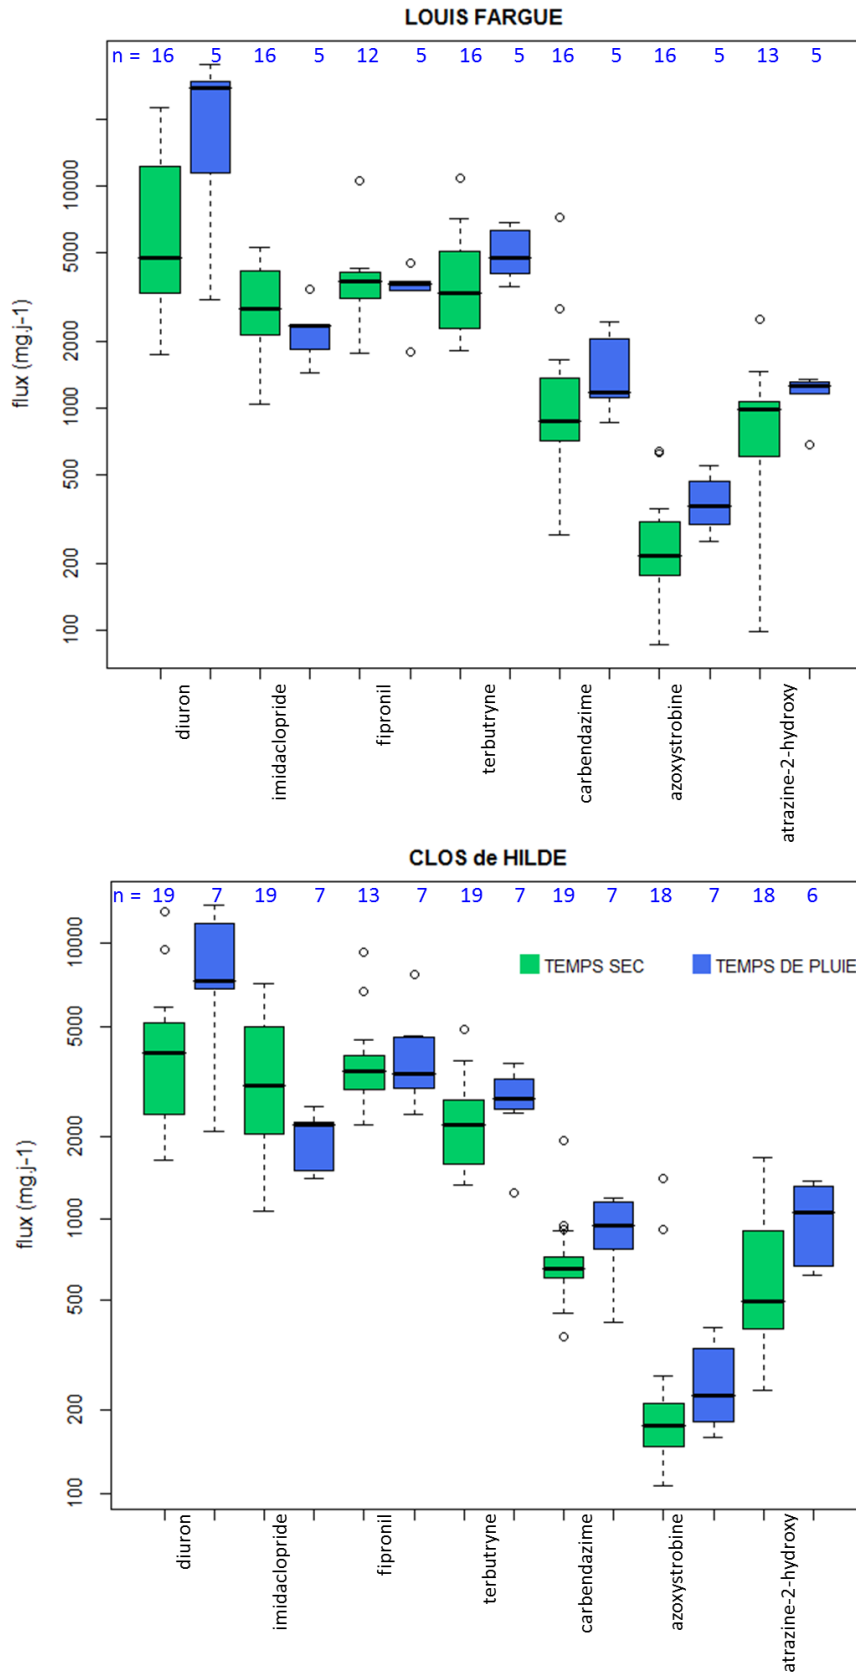 LOUIS FARGUE
n = 16 5 16 5 12 5 16 5 16 5 16 5 13 5
flux (mg.j-1)
10000
5000
2000
1000
500
200
100
diuron
imidaclopride
fipronil
terbutryne
carbendazime
azoxystrobine
atrazine-2-hydroxy
CLOS de HILDE
n = 19 7 19 7 13 7 19 7 19 7 18 7 18 6
TEMPS SEC
TEMPS DE PLUIE
flux (mg.j-1)
10000
5000
2000
1000
500
200
100
diuron
imidaclopride
fipronil
terbutryne
carbendazime
azoxystrobine
atrazine-2-hydroxy